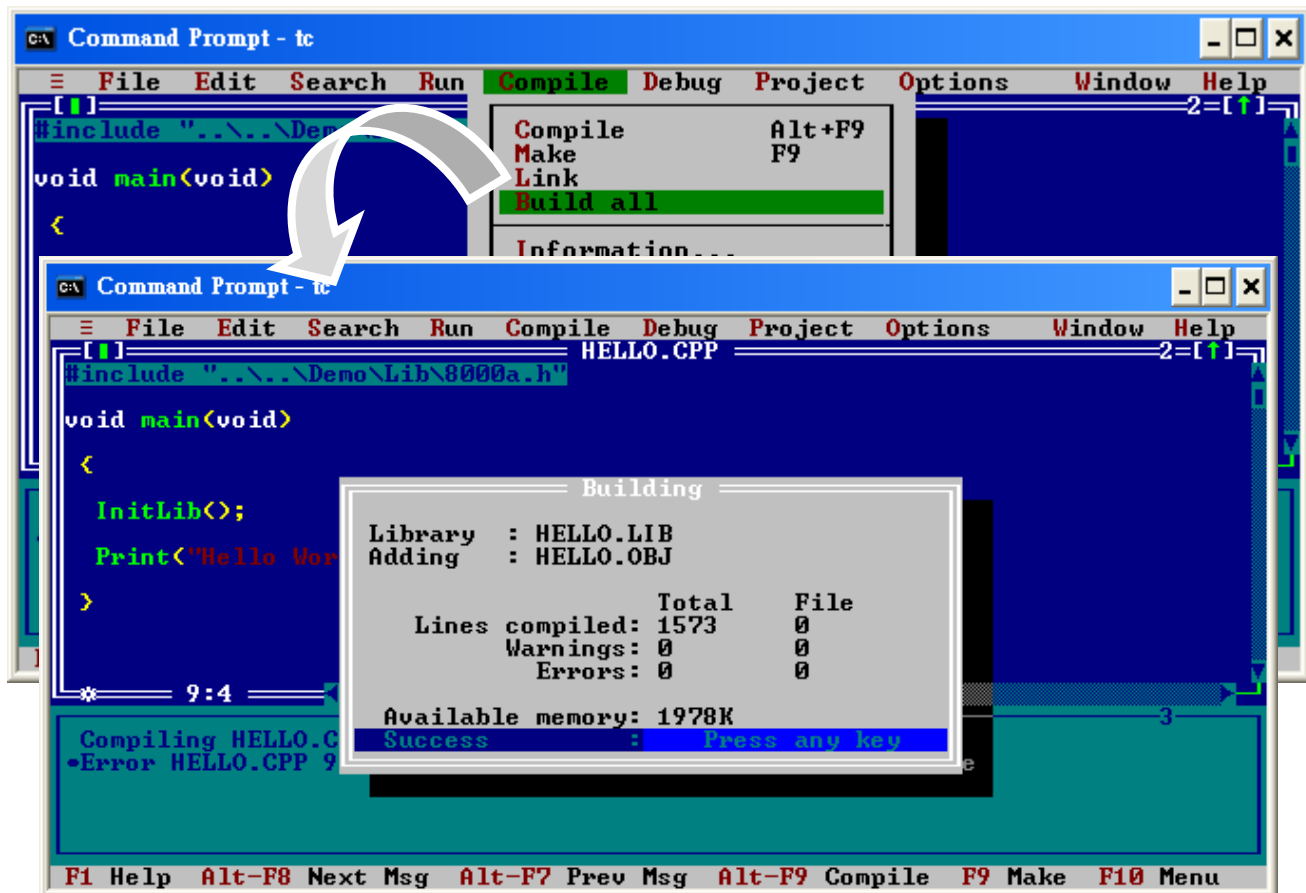 Command Prompt - tc
≡ File Edit Search Run Compile Debug Project Options Window Help
2=[↑]
#include "..\..\Demo\
void main(void)
{
Compile Alt+F9
Make F9
Link
Build all
Information...
Command Prompt - tc
≡ File Edit Search Run Compile Debug Project Options Window Help
HELLO.CPP 2=[↑]
#include "..\..\Demo\Lib\8000a.h"
void main(void)
{
InitLib();
Print("Hello Wor
}
9:4
Building
Library : HELLO.LIB
Adding : HELLO.OBJ
Total File
Lines compiled: 1573 0
Warnings: 0 0
Errors: 0 0
Available memory: 1978K
Success : Press any key
3
Compiling HELLO.C
•Error HELLO.CPP 9 e
F1 Help Alt-F8 Next Msg Alt-F7 Prev Msg Alt-F9 Compile F9 Make F10 Menu